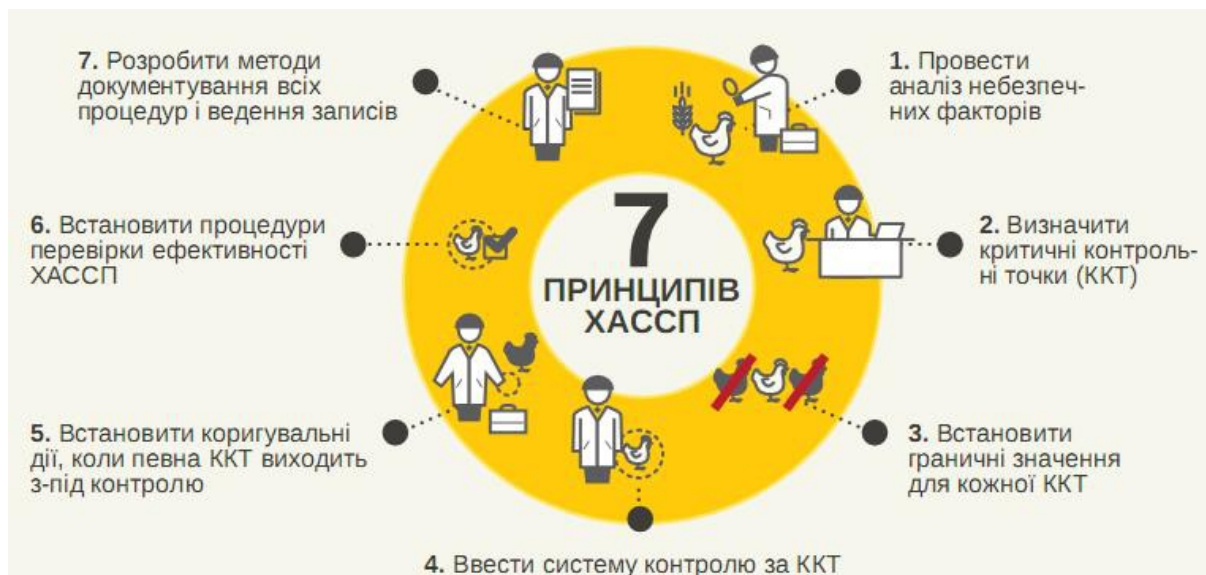 7
ПРИНЦИПІВ
ХАССП
1. Провести
аналіз небезпеч-
них факторів
2. Визначити
критичні контроль-
ні точки (ККТ)
3. Встановити
граничні значення
для кожної ККТ
4. Ввести систему контролю за ККТ
5. Встановити коригувальні
дії, коли певна ККТ виходить
з-під контролю
6. Встановити процедури
перевірки ефективності
ХАССП
7. Розробити методи
документування всіх
процедур і ведення записів